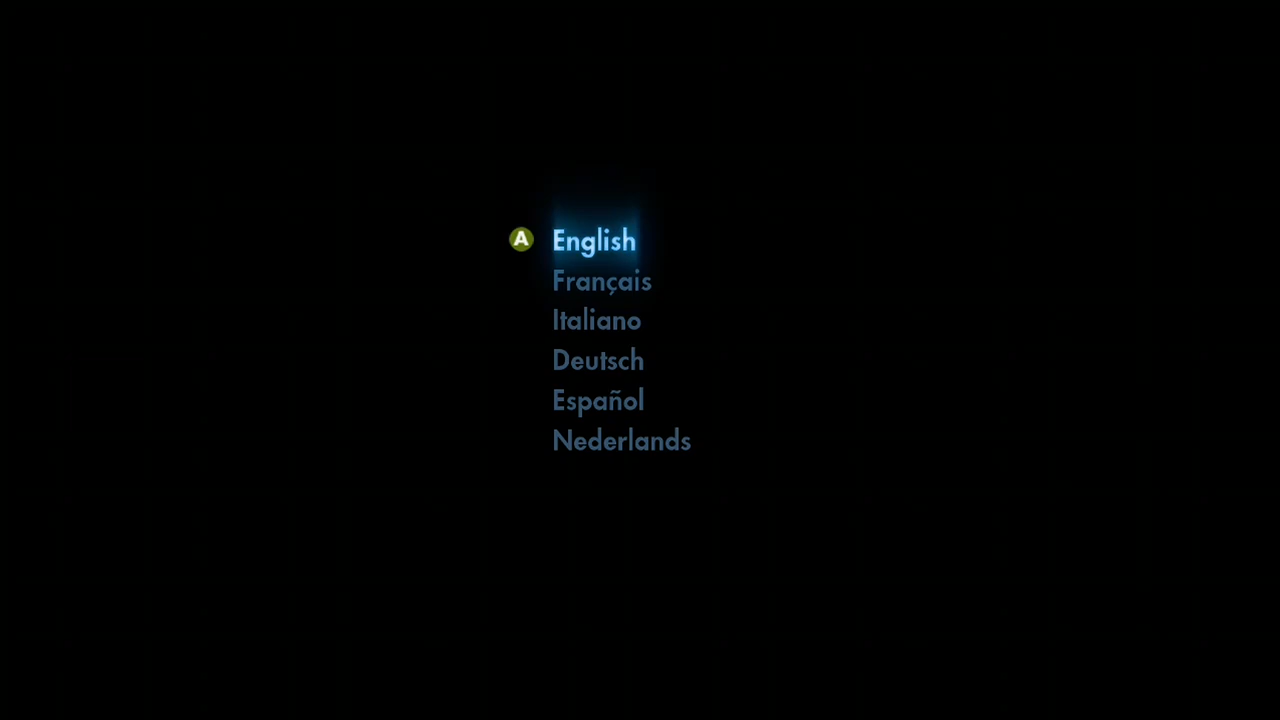 A English
Français
Italiano
Deutsch
Español
Nederlands